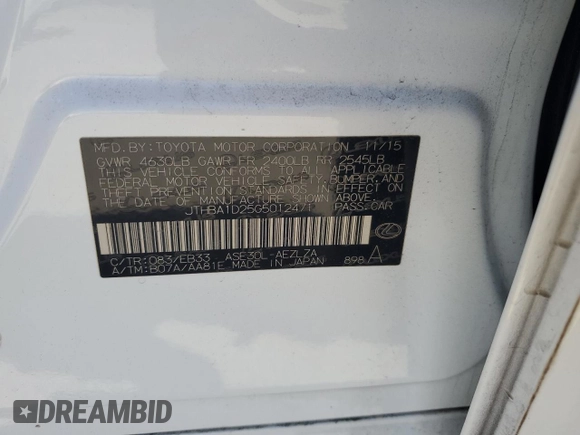 MFD.BY:TOYOTA MOTOR CORPORATION 11/15
GVWR 4630LB GAWR FR 2400LB RR 2545LB
THIS VEHICLE CONFORMS TO ALL APPLICABLE
FEDERAL MOTOR VEHICLE SAFETY, BUMPER, AND
THEFT PREVENTION STANDARDS IN EFFECT ON
THE DATE OF MANUFACTURE SHOWN ABOVE.
PASS.CAR
C/TR:083/EB33 ASE30L-AEZLZA
A/TM:B07A/AA81E MADE IN JAPAN 898 A
DREAMBID